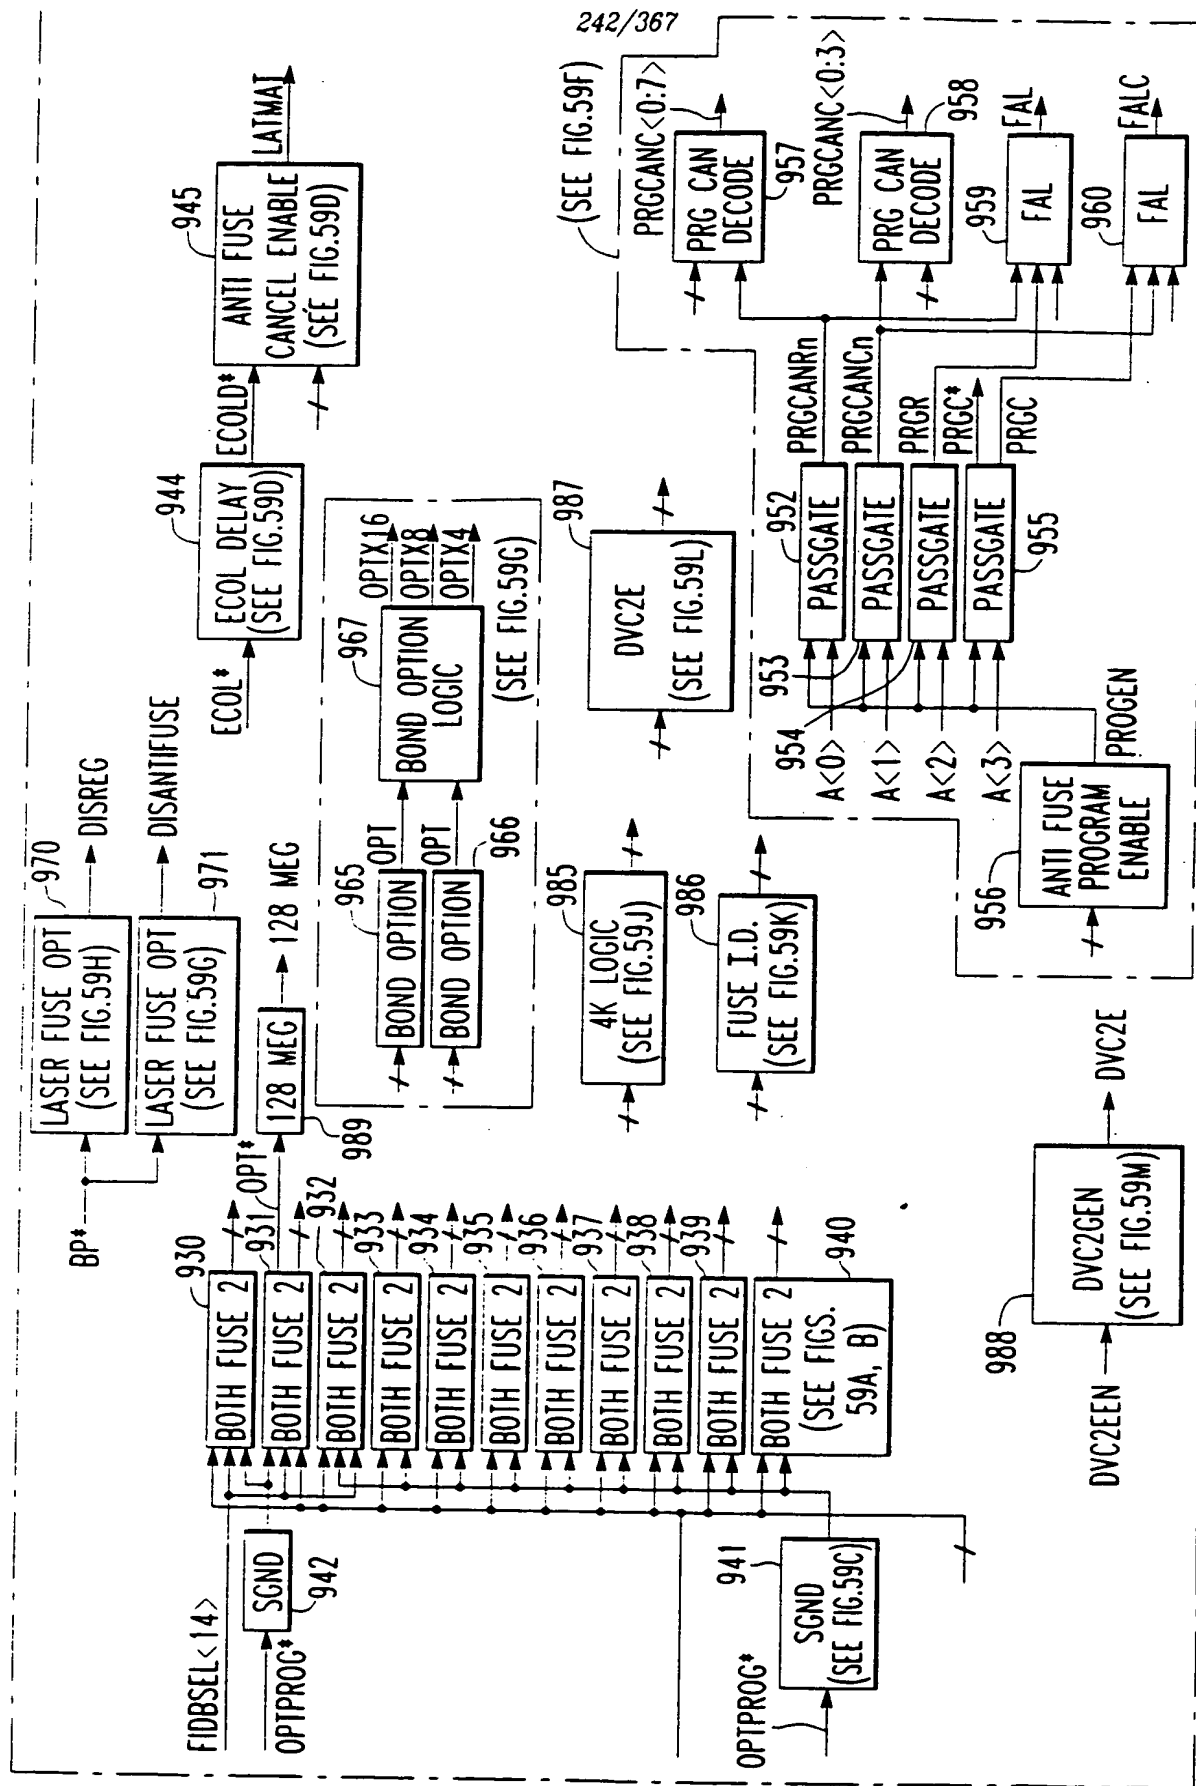 242/367
FIDBSEL<14>
OPTPROG*
SGND
942
OPTPROG*
941
SGND
(SEE FIG.59C)
930
BOTH FUSE 2
931
BOTH FUSE 2
932
BOTH FUSE 2
933
BOTH FUSE 2
934
BOTH FUSE 2
935
BOTH FUSE 2
936
BOTH FUSE 2
937
BOTH FUSE 2
938
BOTH FUSE 2
939
BOTH FUSE 2
940
BOTH FUSE 2
(SEE FIGS.
59A, B)
OPT*
128 MEG
989
128 MEG
BP*
970
LASER FUSE OPT
(SEE FIG.59H)
DISREG
LASER FUSE OPT
(SEE FIG.59G)
971
DISANTIFUSE
ECOL*
944
ECOL DELAY
(SEE FIG.59D)
ECOLD*
945
ANTI FUSE
CANCEL ENABLE
(SEE FIG.59D)
LATMAT
965
BOND OPTION
OPT
BOND OPTION
OPT
966
967
BOND OPTION
LOGIC
OPTX16
OPTX8
OPTX4
(SEE FIG.59G)
985
4K LOGIC
(SEE FIG.59J)
986
FUSE I.D.
(SEE FIG.59K)
987
DVC2E
(SEE FIG.59L)
DVC2EEN
988
DVC2GEN
(SEE FIG.59M)
DVC2E
956
ANTI FUSE
PROGRAM
ENABLE
PROGEN
A<0>
A<1>
A<2>
A<3>
952
PASSGATE
953
PASSGATE
954
PASSGATE
PASSGATE
955
PRGCANRn
PRGCANCn
PRGR
PRGC*
PRGC
(SEE FIG.59F)
PRGCANC<0:7>
PRG CAN
DECODE
957
PRGCANC<0:3>
PRG CAN
DECODE
958
959
FAL
FAL
960
FAL
FALC